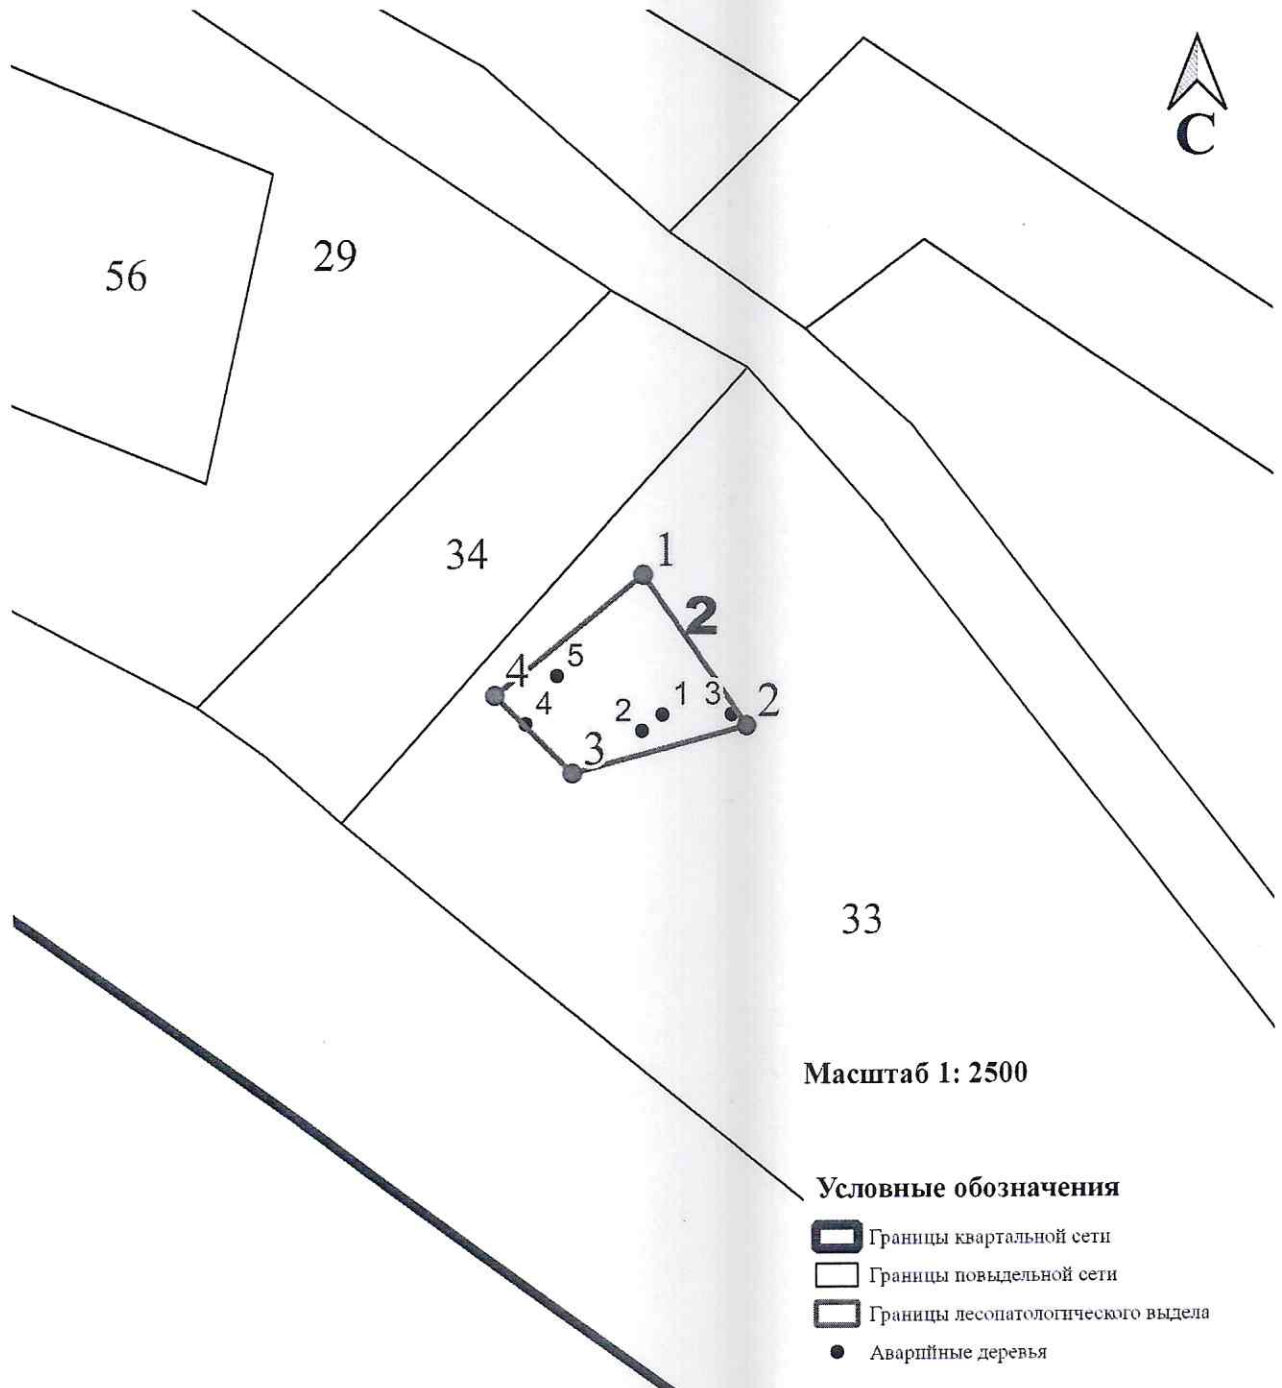 С
29
56
34
1
2
5
4
4
1
3
2
2
3
33
Масштаб 1: 2500
Условные обозначения
Границы квартальной сети
Границы повыдельной сети
Границы лесопатологического выдела
Аварийные деревья